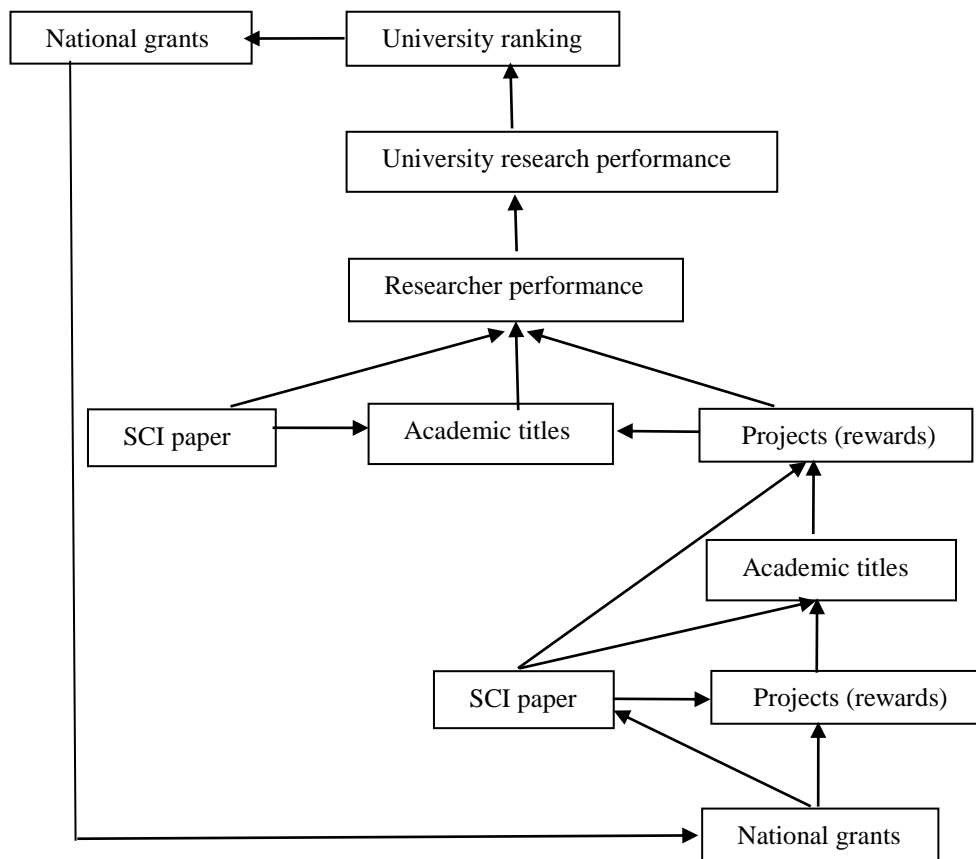 National grants
University ranking
University research performance
Researcher performance
SCI paper
Academic titles
Projects (rewards)
Academic titles
SCI paper
Projects (rewards)
National grants